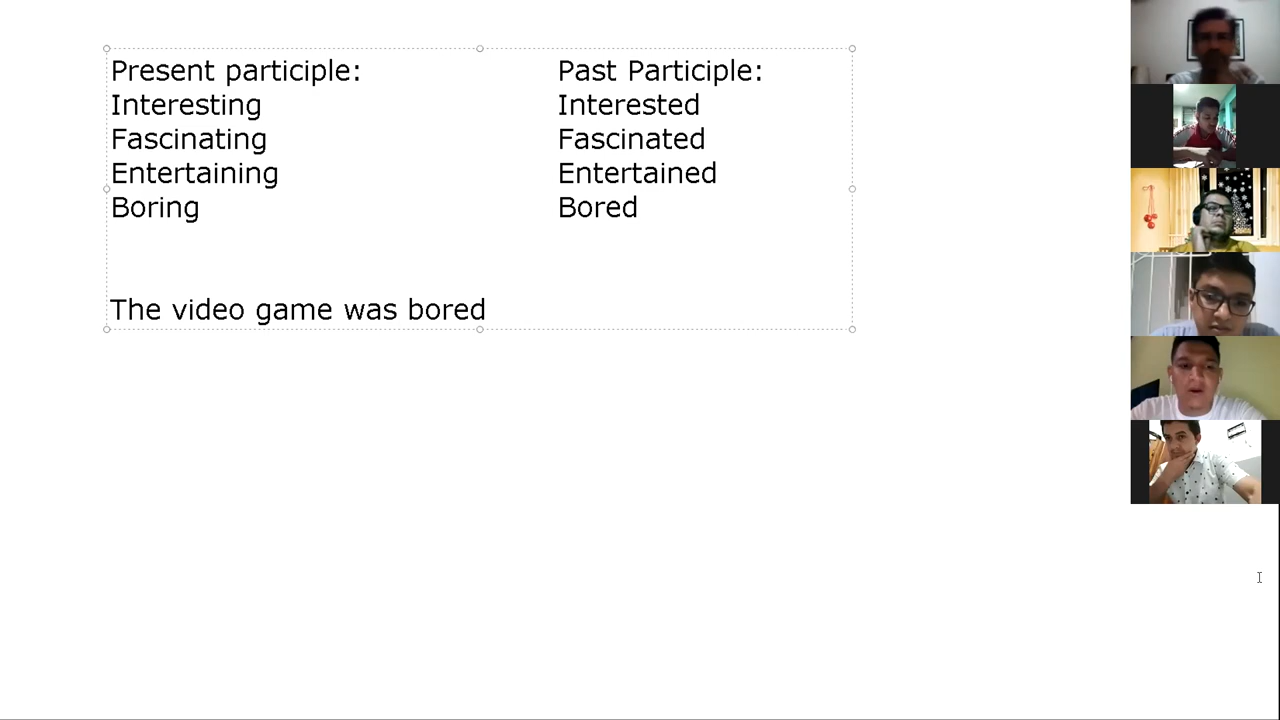 Present participle: Past Participle:
Interesting Interested
Fascinating Fascinated
Entertaining Entertained
Boring Bored
The video game was bored